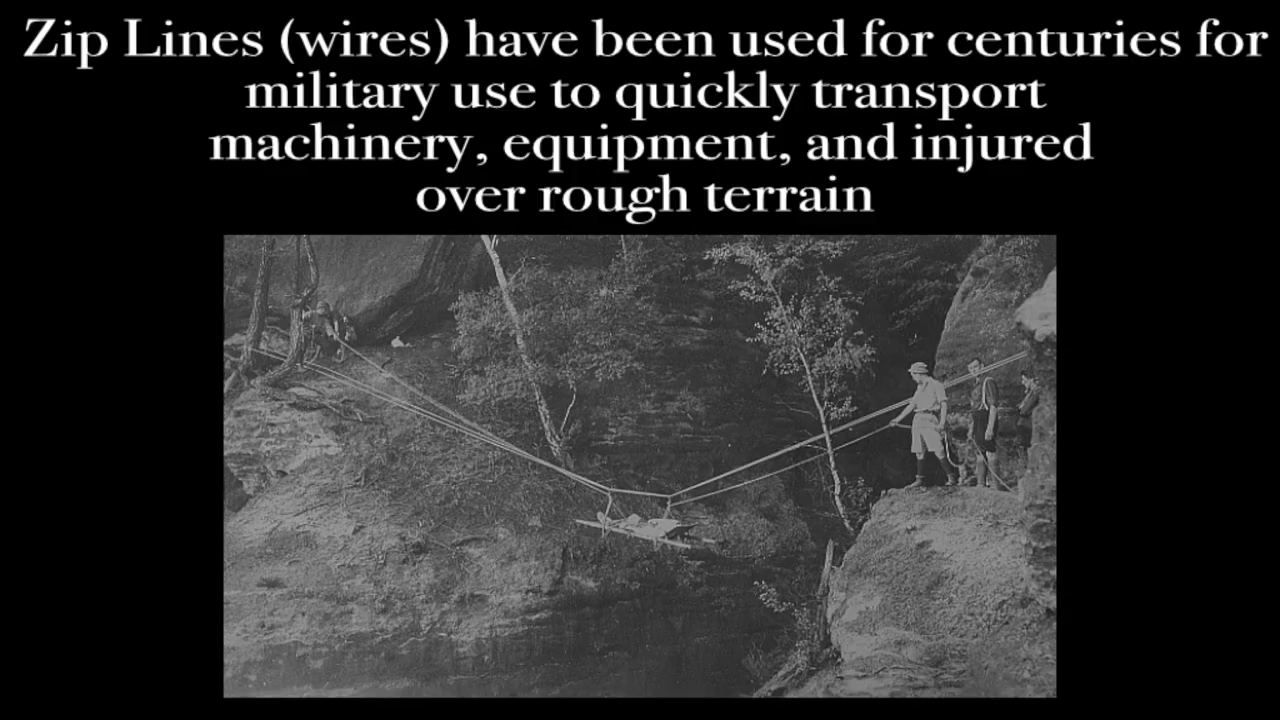 Zip Lines (wires) have been used for centuries for
military use to quickly transport
machinery, equipment, and injured
over rough terrain